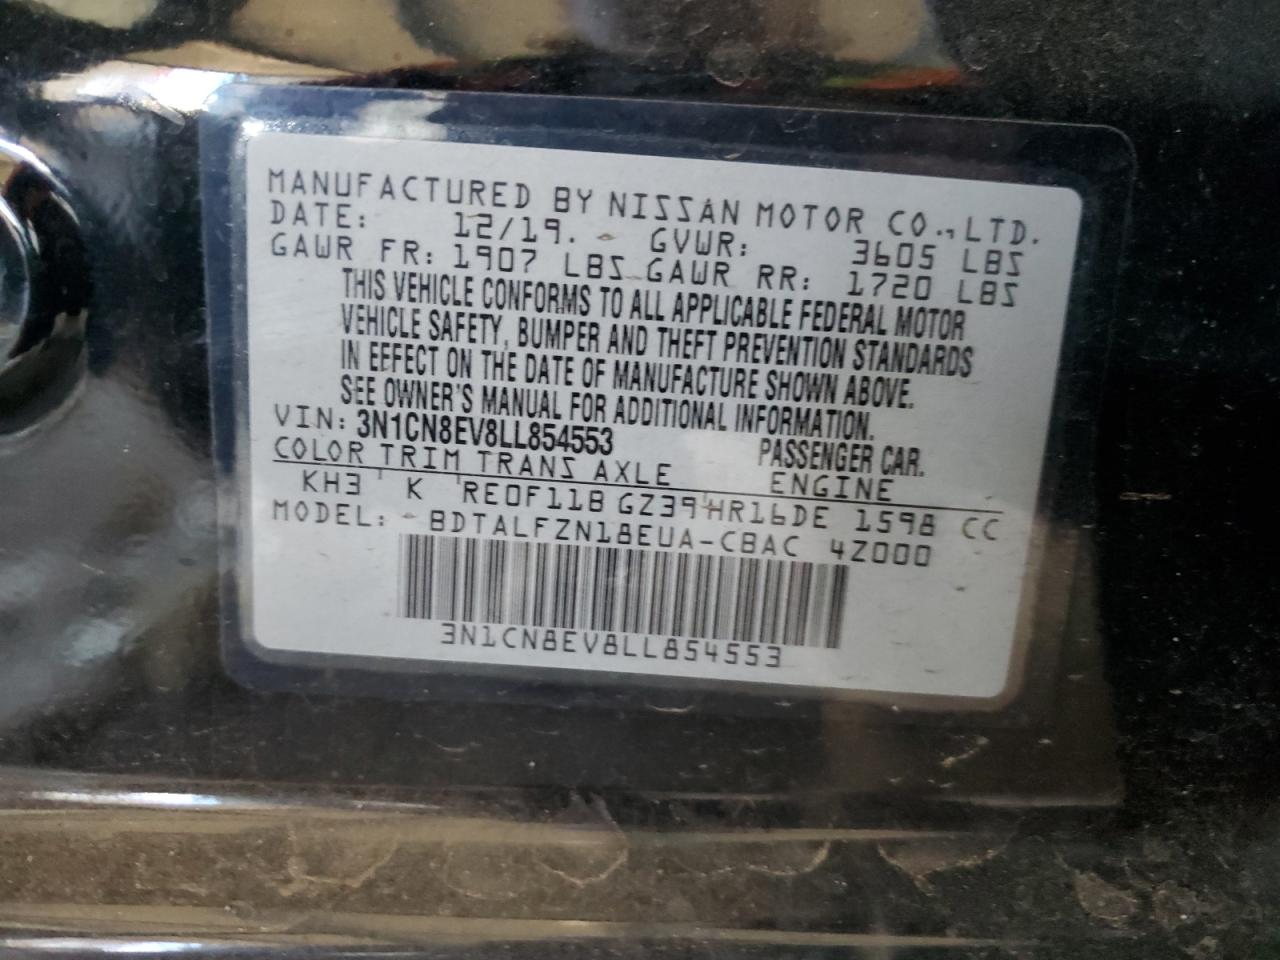 MANUFACTURED BY NISSAN MOTOR CO.,LTD.
DATE: 12/19. GVWR: 3605 LBS
GAWR FR: 1907 LBS GAWR RR: 1720 LBS
THIS VEHICLE CONFORMS TO ALL APPLICABLE FEDERAL MOTOR
VEHICLE SAFETY, BUMPER AND THEFT PREVENTION STANDARDS
IN EFFECT ON THE DATE OF MANUFACTURE SHOWN ABOVE.
SEE OWNER'S MANUAL FOR ADDITIONAL INFORMATION.
VIN: 3N1CN8EV8LL854553 PASSENGER CAR.
COLOR TRIM TRANS AXLE ENGINE
KH3 K RE0F11B GZ39 HR16DE 1598 CC
MODEL: BDTALFZN18EUA-CBAC 4Z000
3N1CN8EV8LL854553